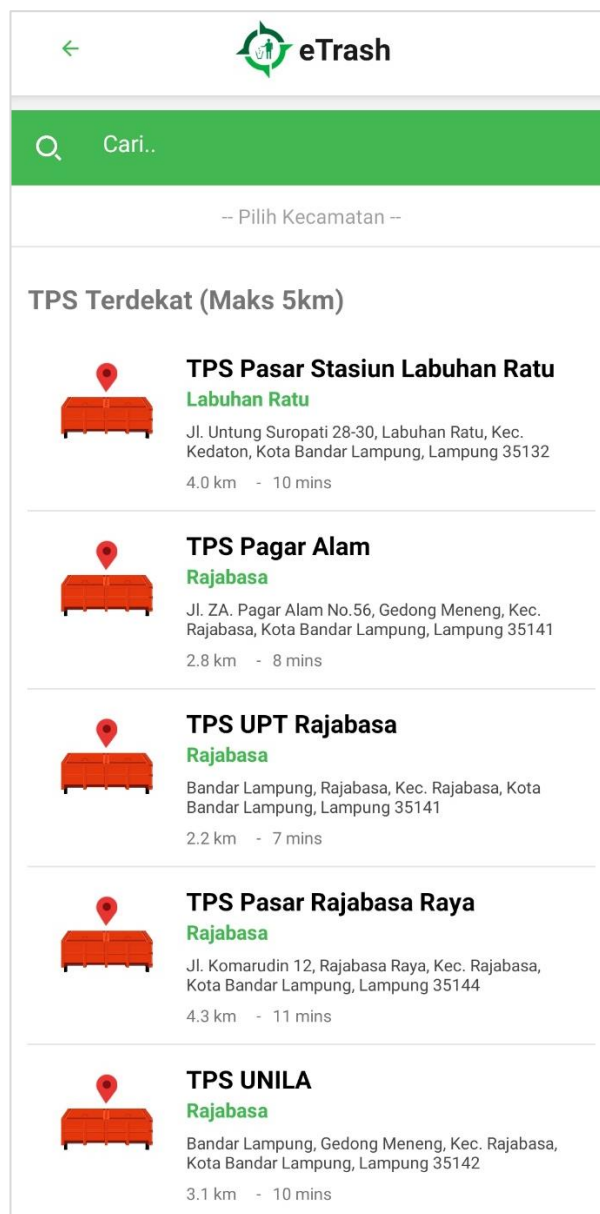 eTrash
Cari..
-- Pilih Kecamatan --
TPS Terdekat (Maks 5km)
TPS Pasar Stasiun Labuhan Ratu
Labuhan Ratu
Jl. Untung Suropati 28-30, Labuhan Ratu, Kec.
Kedaton, Kota Bandar Lampung, Lampung 35132
4.0 km - 10 mins
TPS Pagar Alam
Rajabasa
Jl. ZA. Pagar Alam No.56, Gedong Meneng, Kec.
Rajabasa, Kota Bandar Lampung, Lampung 35141
2.8 km - 8 mins
TPS UPT Rajabasa
Rajabasa
Bandar Lampung, Rajabasa, Kec. Rajabasa, Kota
Bandar Lampung, Lampung 35141
2.2 km - 7 mins
TPS Pasar Rajabasa Raya
Rajabasa
Jl. Komarudin 12, Rajabasa Raya, Kec. Rajabasa,
Kota Bandar Lampung, Lampung 35144
4.3 km - 11 mins
TPS UNILA
Rajabasa
Bandar Lampung, Gedong Meneng, Kec. Rajabasa,
Kota Bandar Lampung, Lampung 35142
3.1 km - 10 mins